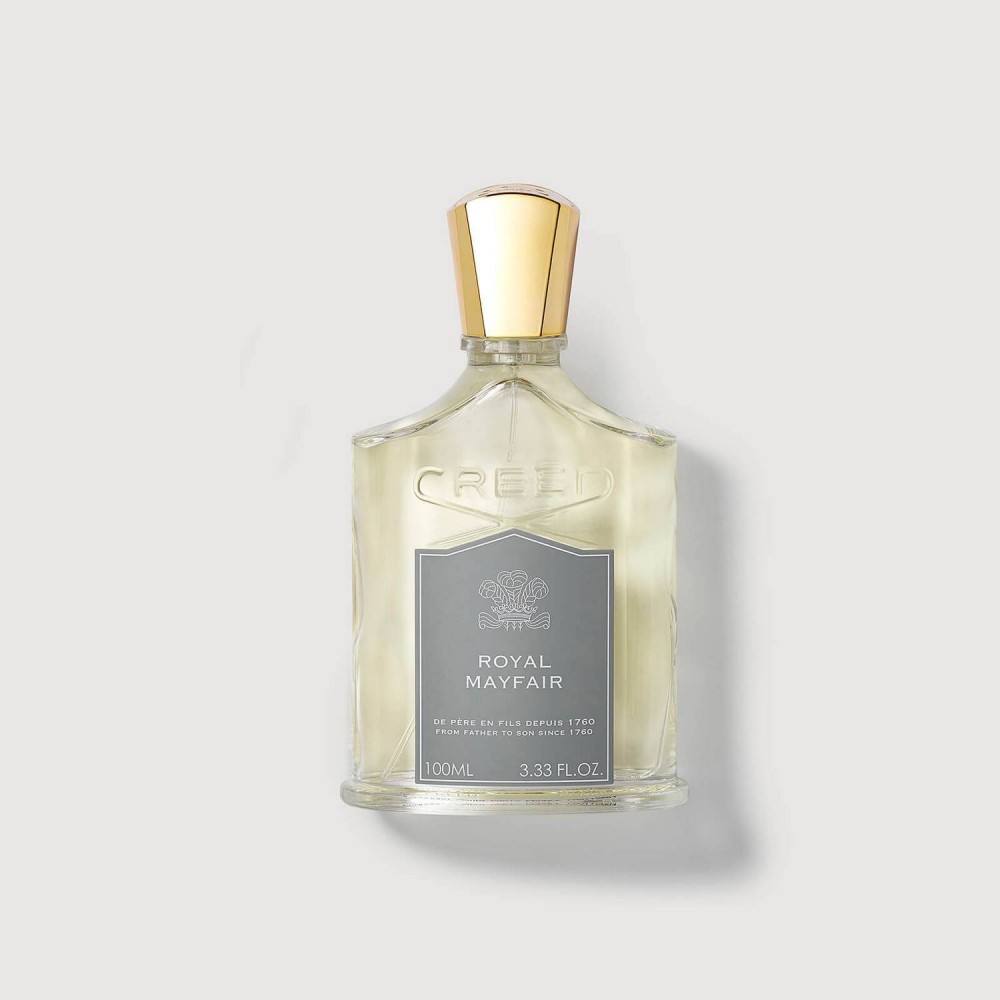 CREED
ROYAL
MAYFAIR
DE PÈRE EN FILS DEPUIS 1760
FROM FATHER TO SON SINCE 1760
100ML 3.33 FL.OZ.